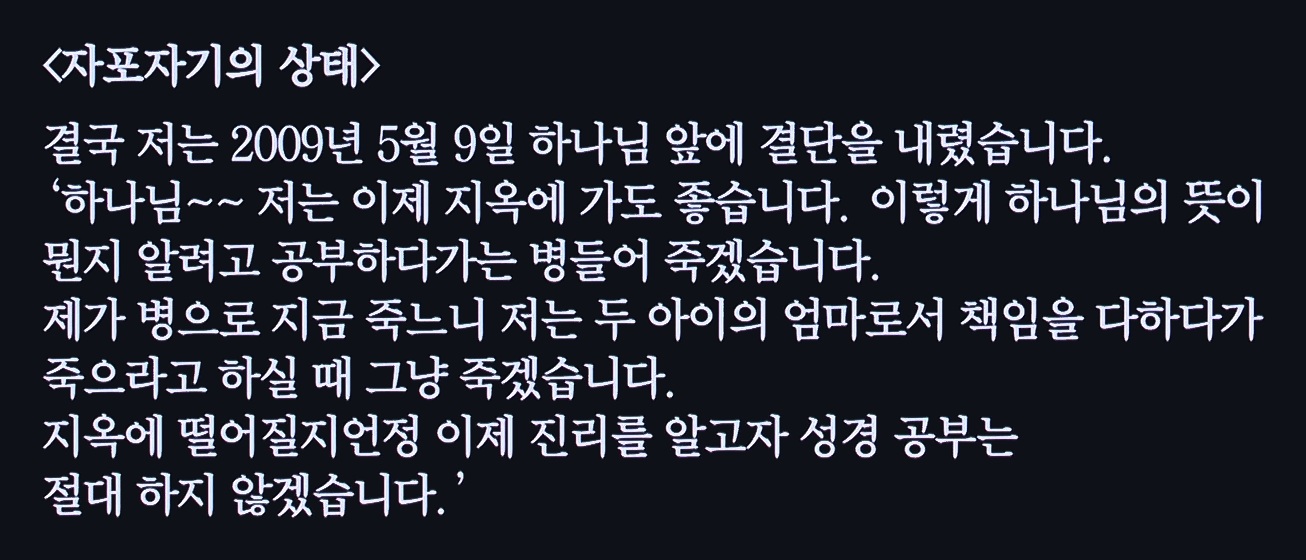 <자포자기의 상태>
결국 저는 2009년 5월 9일 하나님 앞에 결단을 내렸습니다.
‘하나님~~ 저는 이제 지옥에 가도 좋습니다. 이렇게 하나님의 뜻이
뭔지 알려고 공부하다가는 병들어 죽겠습니다.
제가 병으로 지금 죽느니 저는 두 아이의 엄마로서 책임을 다하다가
죽으라고 하실 때 그냥 죽겠습니다.
지옥에 떨어질지언정 이제 진리를 알고자 성경 공부는
절대 하지 않겠습니다.’